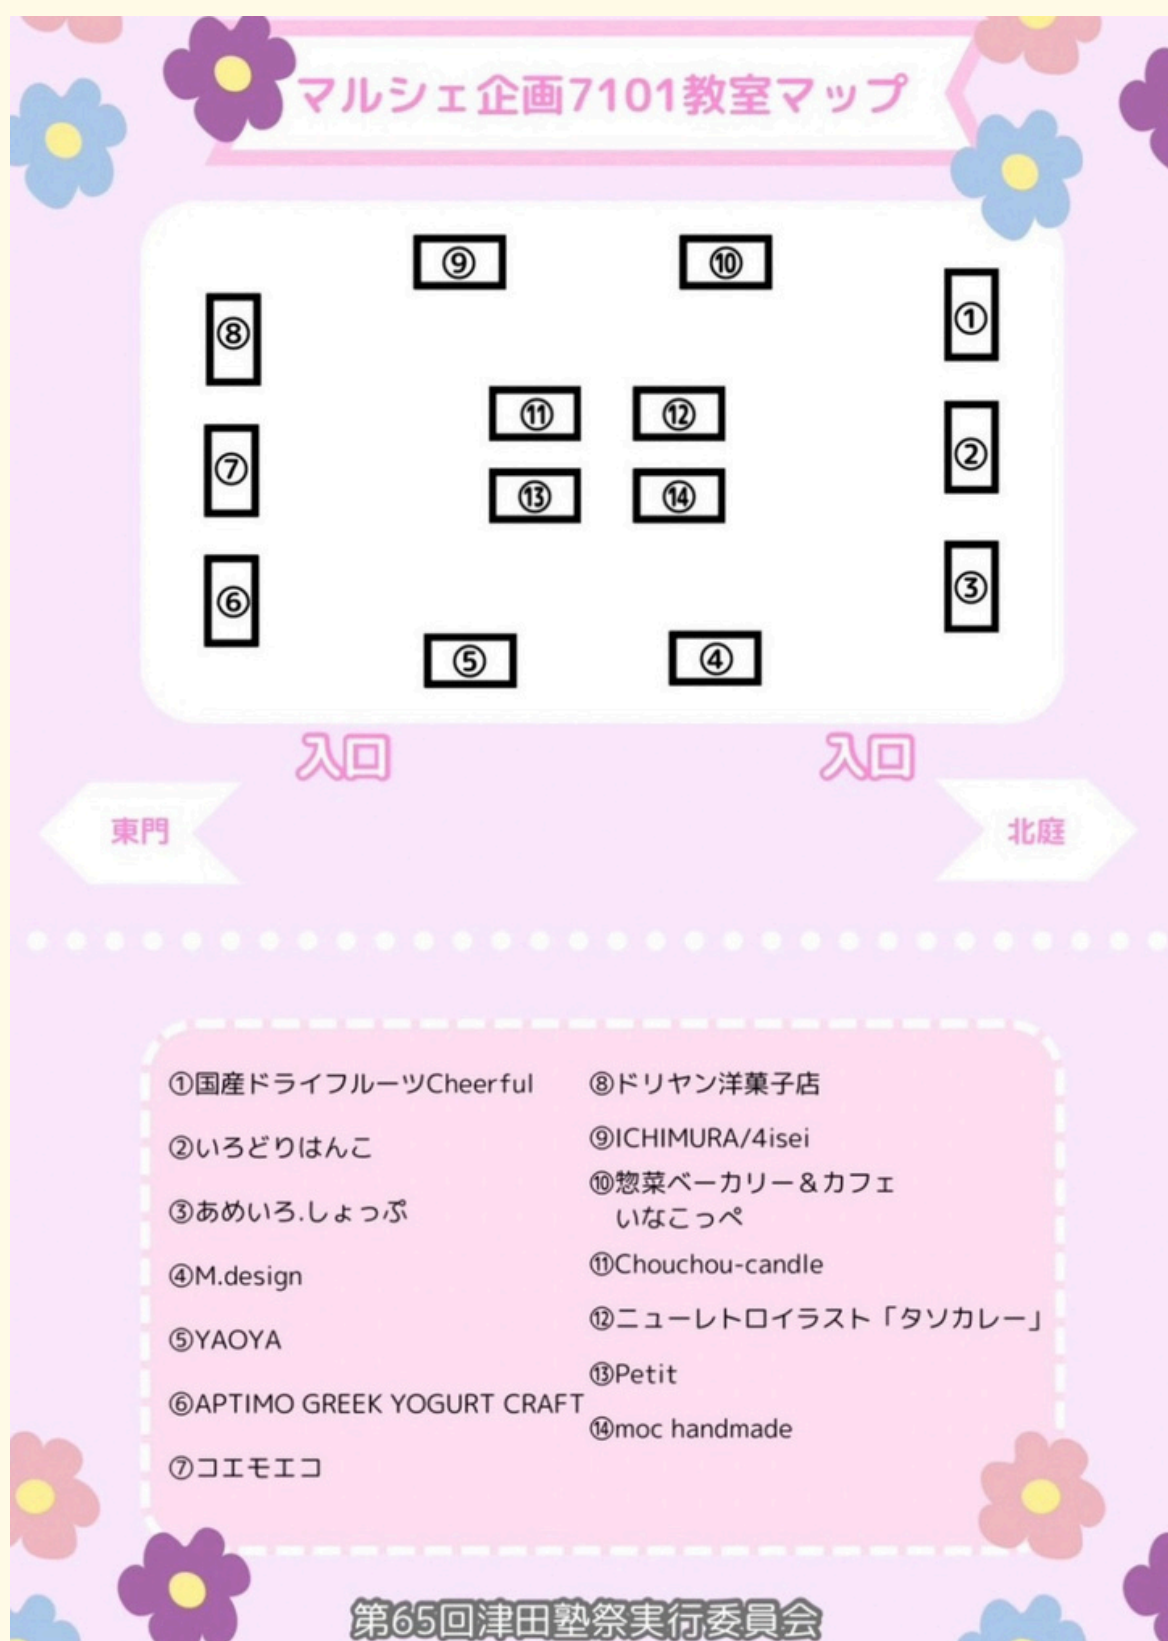 マルシェ企画7101教室マップ
⑨
⑩
⑧
①
⑪
⑫
⑦
②
⑬
⑭
⑥
③
⑤
④
入口
入口
東門
北庭
①国産ドライフルーツCheerful
②いろどりはんこ
③あめいろ.しょっぷ
④M.design
⑤YAOYA
⑥APTIMO GREEK YOGURT CRAFT
⑦コエモエコ
⑧ドリヤン洋菓子店
⑨ICHIMURA/4isei
⑩惣菜ベーカリー＆カフェ
いなこっぺ
⑪Chouchou-candle
⑫ニューレトロイラスト「タソカレー」
⑬Petit
⑭moc handmade
第65回津田塾祭実行委員会